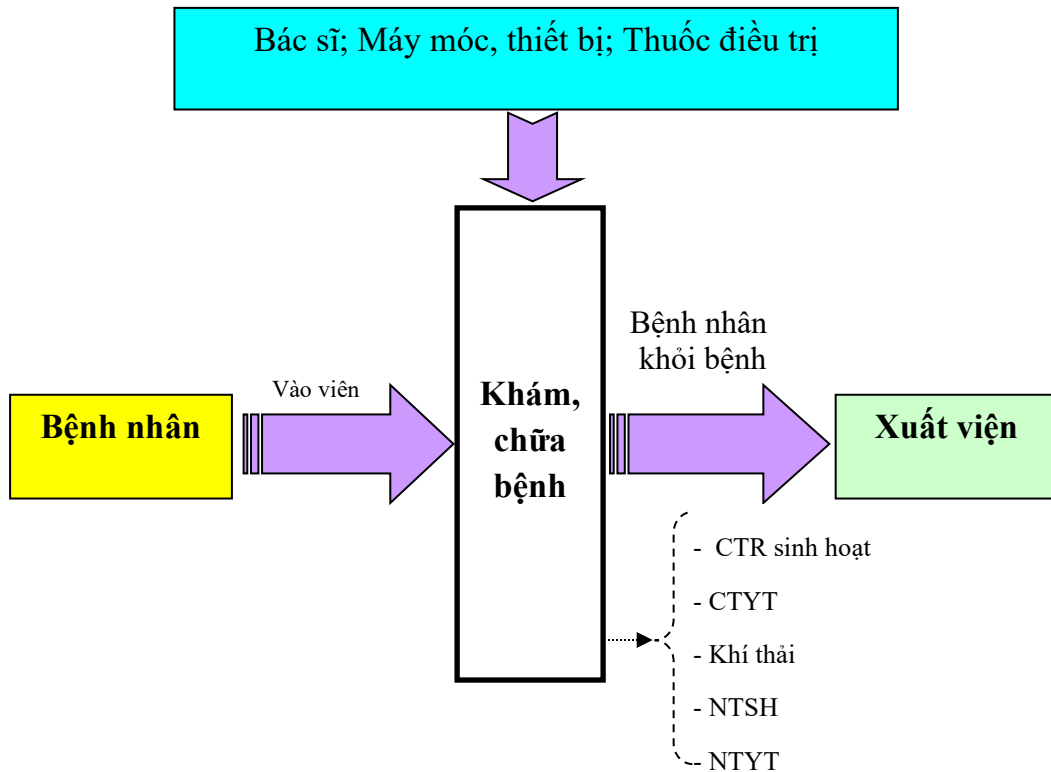 Bác sĩ; Máy móc, thiết bị; Thuốc điều trị
Bệnh nhân
khỏi bệnh
Vào viên
Bệnh nhân
Khám,
chữa
bệnh
Xuất viện
- CTR sinh hoạt
- CTYT
- Khí thải
- NTSH
- NTYT